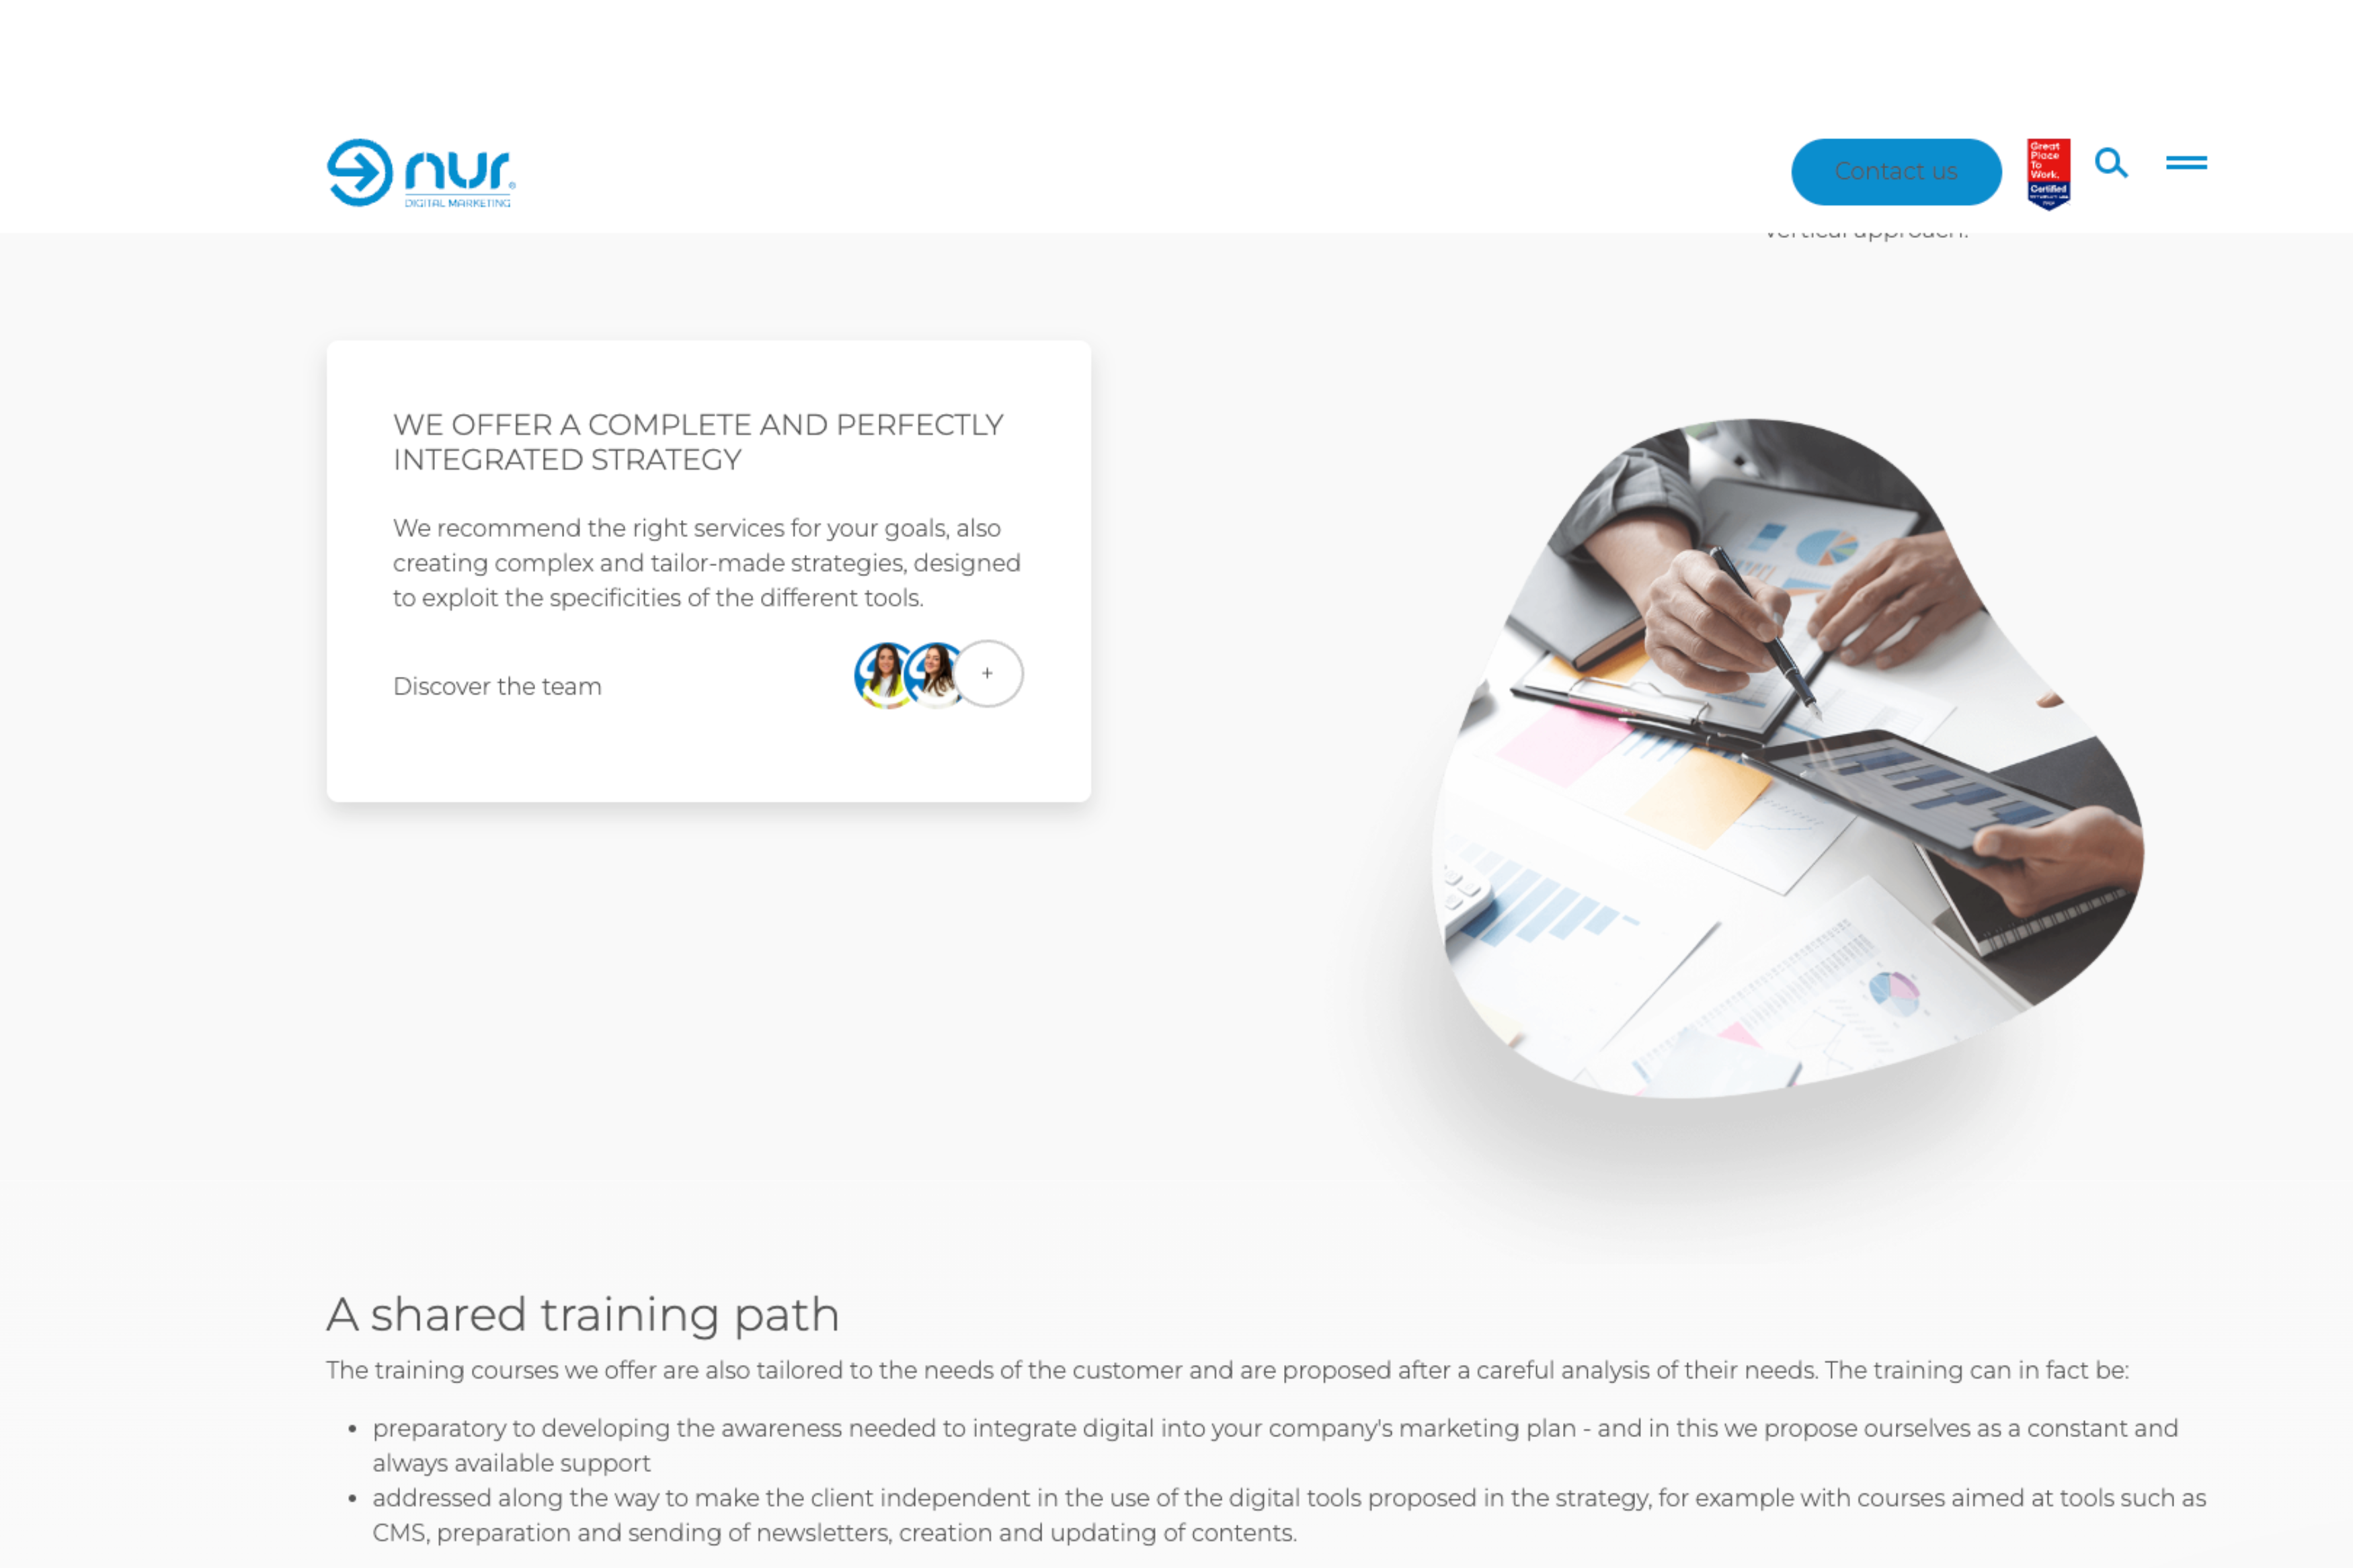 nur®
DIGITAL MARKETING
Contact us
Great
Place
To
Work.
Certified
vertical approach.
WE OFFER A COMPLETE AND PERFECTLY
INTEGRATED STRATEGY
We recommend the right services for your goals, also
creating complex and tailor-made strategies, designed
to exploit the specificities of the different tools.
Discover the team
+
A shared training path
The training courses we offer are also tailored to the needs of the customer and are proposed after a careful analysis of their needs. The training can in fact be:
• preparatory to developing the awareness needed to integrate digital into your company's marketing plan - and in this we propose ourselves as a constant and
always available support
• addressed along the way to make the client independent in the use of the digital tools proposed in the strategy, for example with courses aimed at tools such as
CMS, preparation and sending of newsletters, creation and updating of contents.